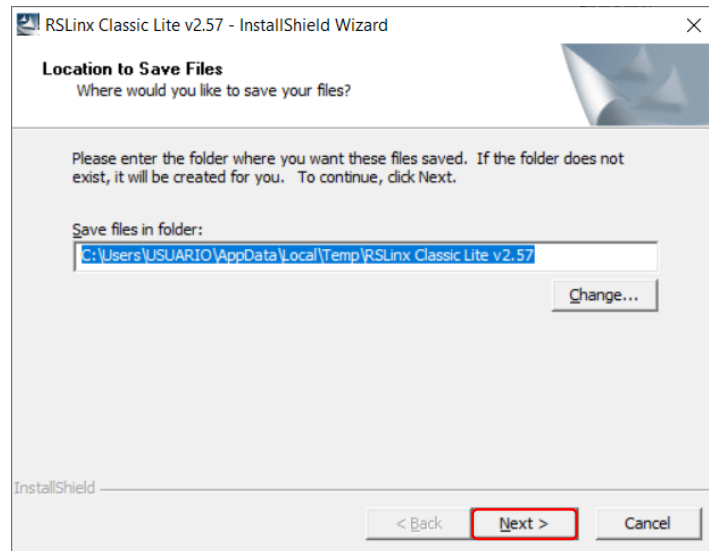 RSLinx Classic Lite v2.57 - InstallShield Wizard
Location to Save Files
Where would you like to save your files?
Please enter the folder where you want these files saved. If the folder does not
exist, it will be created for you. To continue, click Next.
Save files in folder:
C:\Users\USUARIO\AppData\Local\Temp\RSLinx Classic Lite v2.57
Change...
InstallShield
< Back
Next >
Cancel